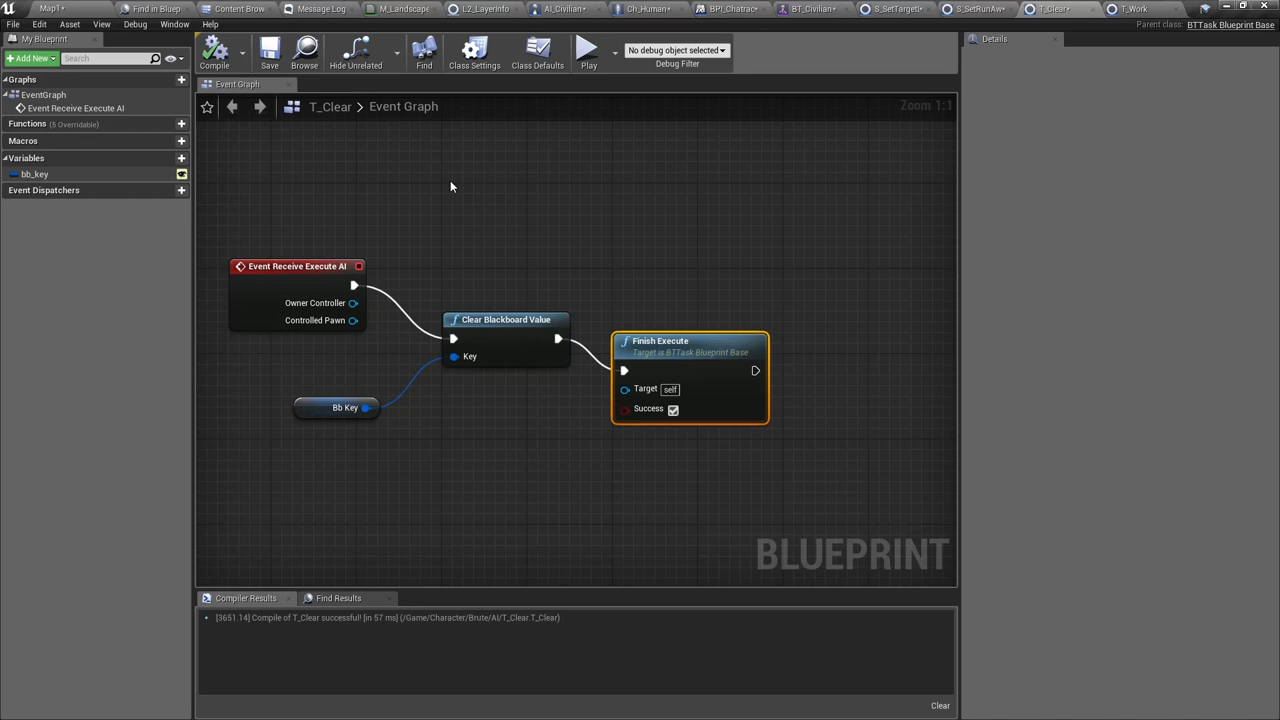 Map1*
Find in Bluep
Content Brow
Message Log
M_Landscape
L2_LayerInfo
AI_Civilian*
Ch_Human*
BPI_Chatrac*
BT_Civilian*
S_SetTarget*
S_SetRunAw*
T_Clear*
T_Work
File
Edit
Asset
View
Debug
Window
Help
Parent class: BTTask Blueprint Base
My Blueprint
+Add New
Search
Graphs
EventGraph
Event Receive Execute AI
Functions (5 Overridable)
Macros
Variables
bb_key
Event Dispatchers
Compile
Save
Browse
Hide Unrelated
Find
Class Settings
Class Defaults
Play
No debug object selected
Debug Filter
Details
Event Graph
T_Clear > Event Graph
Zoom 1:1
Event Receive Execute AI
Owner Controller
Controlled Pawn
Clear Blackboard Value
Key
Bb Key
Finish Execute
Target is BTTask Blueprint Base
Target self
Success
BLUEPRINT
Compiler Results
Find Results
[3651.14] Compile of T_Clear successful! [in 57 ms] (/Game/Character/Brute/AI/T_Clear.T_Clear)
Clear